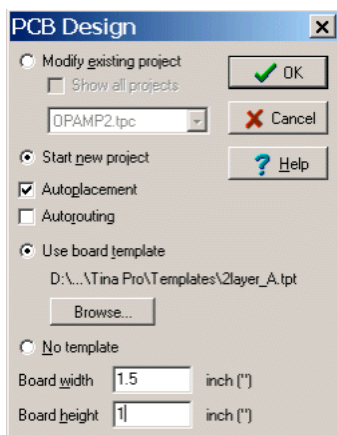 PCB Design
Modify existing project
OK
Show all projects
OPAMP2.tpc
Cancel
Start new project
Help
Autoplacement
Autorouting
Use board template
D:\...\Tina Pro\Templates\2layer_A.tpt
Browse...
No template
Board width 1.5 inch (")
Board height 1 inch (")